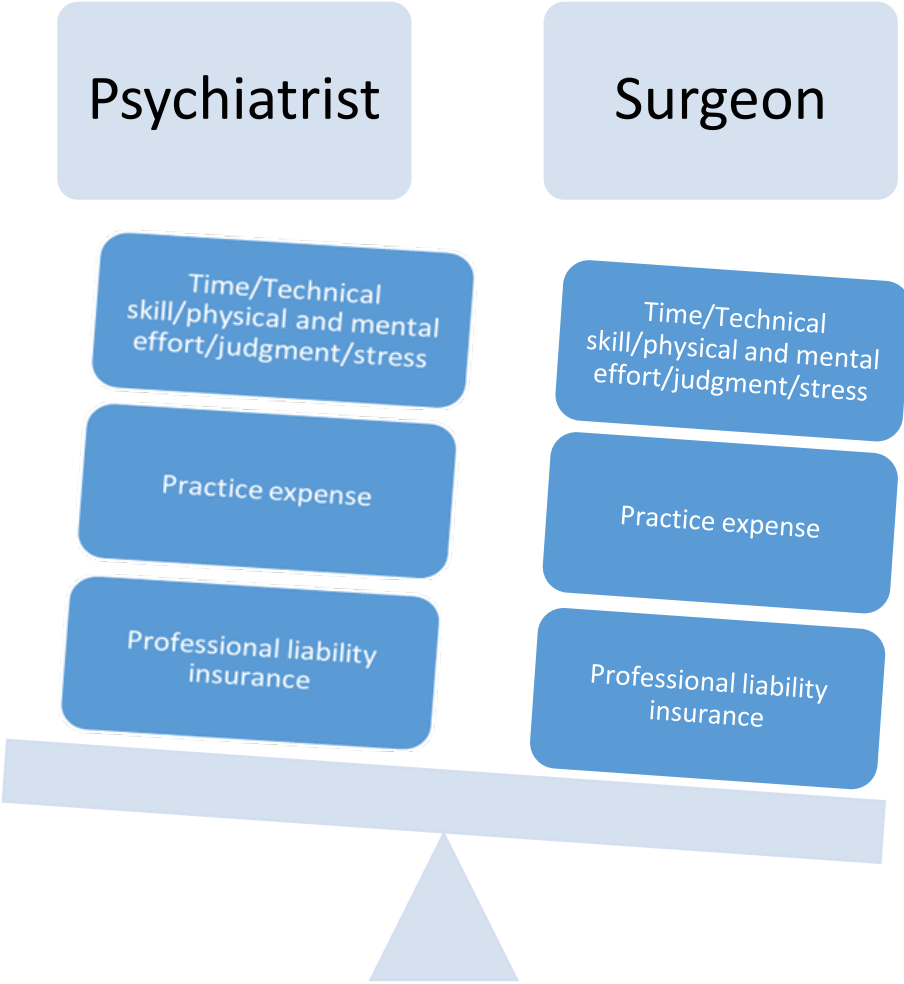 Psychiatrist
Surgeon
Time/Technical
skill/physical and mental
effort/judgment/stress
Practice expense
Professional liability
insurance
Time/Technical
skill/physical and mental
effort/judgment/stress
Practice expense
Professional liability
insurance